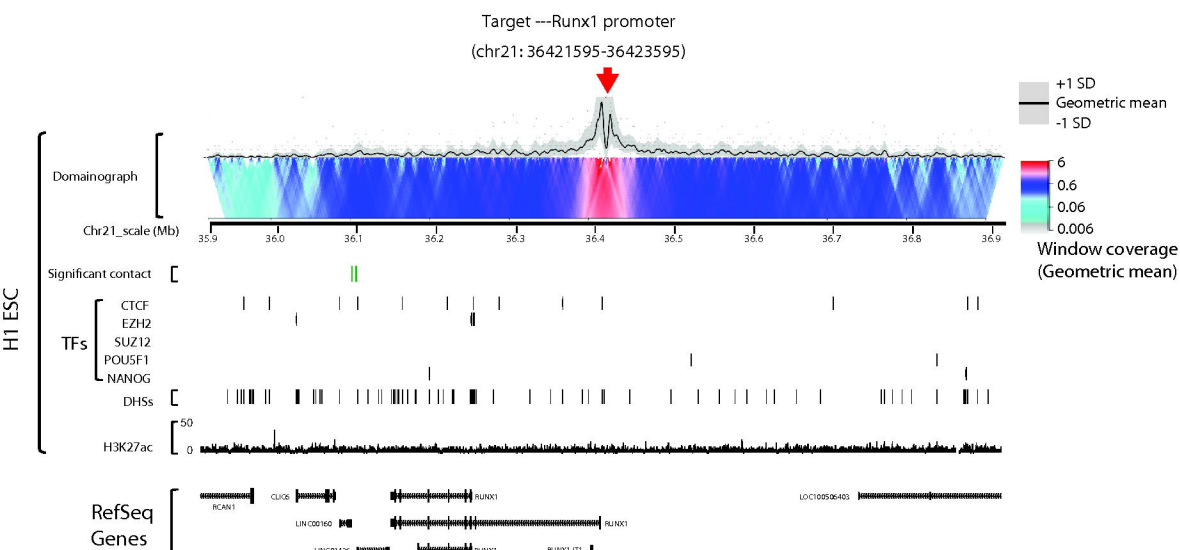 Target ---Runx1 promoter
(chr21: 36421595-36423595)
+1 SD
Geometric mean
-1 SD
Domainograph
6
0.6
0.06
0.006
Window coverage
(Geometric mean)
Chr21_scale (Mb)
35.9 36.0 36.1 36.2 36.3 36.4 36.5 36.6 36.7 36.8 36.9
H1 ESC
Significant contact
TFs
CTCF
EZH2
SUZ12
POU5F1
NANOG
DHSs
H3K27ac
50
0
RefSeq
Genes
RCAN1
CLIC6
RUNX1
LOC100506403
LINC00160
RUNX1
RUNX1
RUNX1-IT1